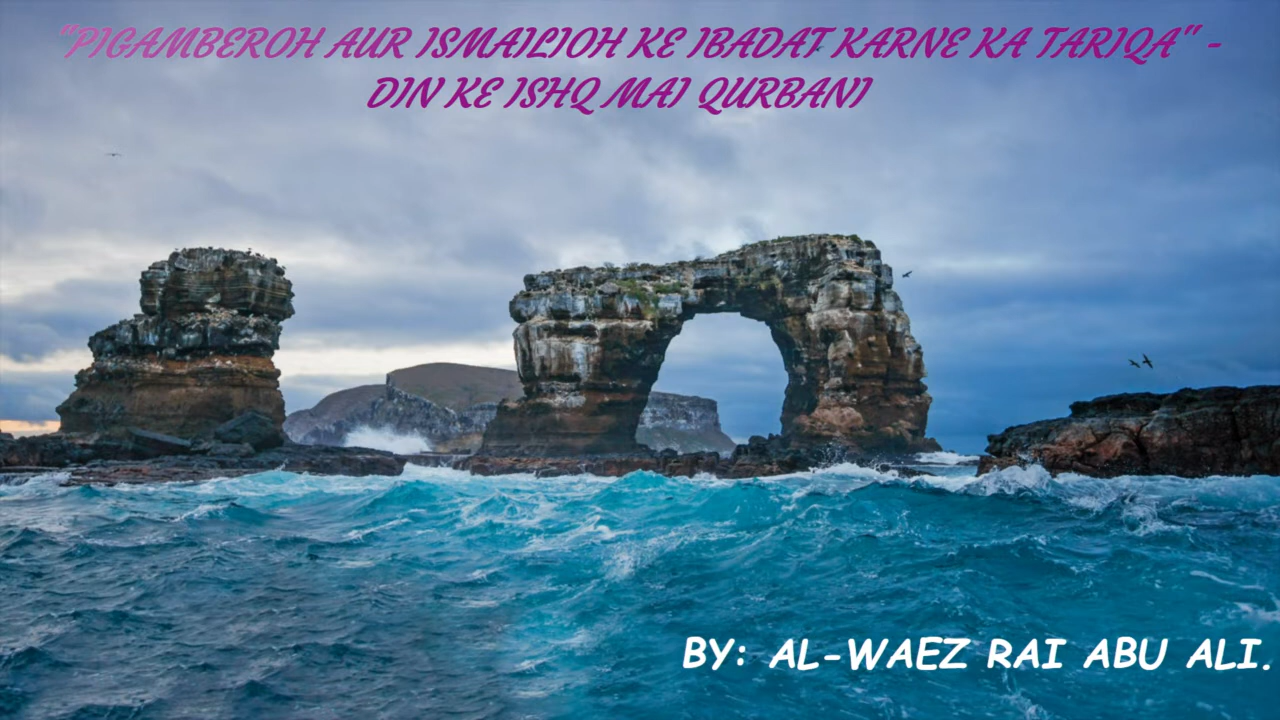 "PIGAMBEROH AUR ISMAILIOH KE IBADAT KARNE KA TARIQA" -
DIN KE ISHQ MAI QURBANI
BY: AL-WAEZ RAI ABU ALI.